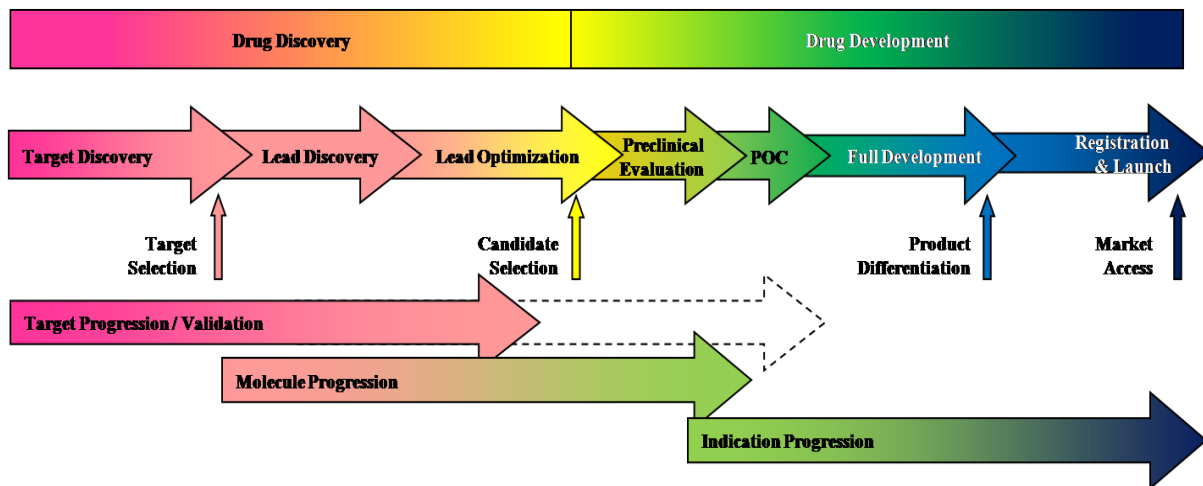 Drug Discovery
Drug Development
Target Discovery
Lead Discovery
Lead Optimization
Preclinical
Evaluation
POC
Full Development
Registration
& Launch
Target
Selection
Candidate
Selection
Product
Differentiation
Market
Access
Target Progression / Validation
Molecule Progression
Indication Progression